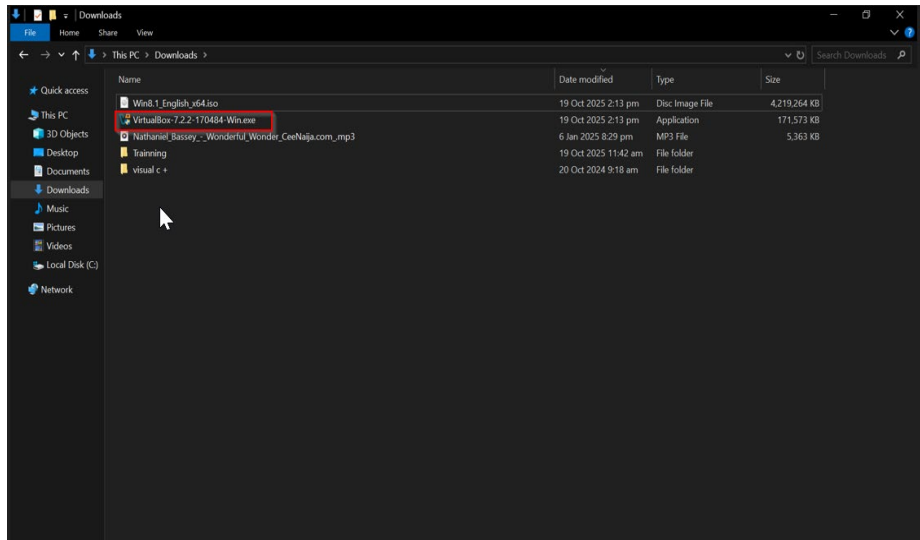 Downloads
File Home Share View
This PC > Downloads >
Search Downloads
Name Date modified Type Size
Quick access
This PC
3D Objects
Desktop
Documents
Downloads
Music
Pictures
Videos
Local Disk (C:)
Network
Win8.1_English_x64.iso 19 Oct 2025 2:13 pm Disc Image File 4,219,264 KB
VirtualBox-7.2.2-170484-Win.exe 19 Oct 2025 2:13 pm Application 171,573 KB
Nathaniel_Bassey_-_Wonderful_Wonder_CeeNaija.com_.mp3 6 Jan 2025 8:29 pm MP3 File 5,363 KB
Trainning 19 Oct 2025 11:42 am File folder
visual c + 20 Oct 2024 9:18 am File folder